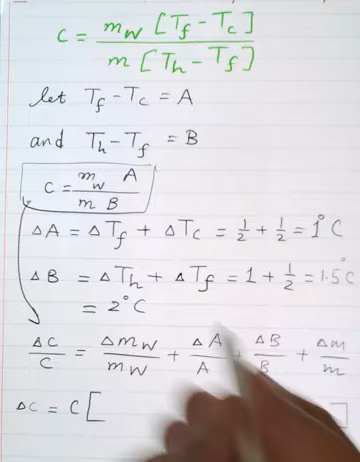 C = m_w [T_f - T_c] / m [T_h - T_f]
let T_f - T_c = A
and T_h - T_f = B
C = m_w A / m B
ΔA = ΔT_f + ΔT_c = 1/2 + 1/2 = 1°C
ΔB = ΔT_h + ΔT_f = 1 + 1/2 = 1.5°C
= 2°C
ΔC/C = Δm_w/m_w + ΔA/A + ΔB/B + Δm/m
ΔC = C [ ]